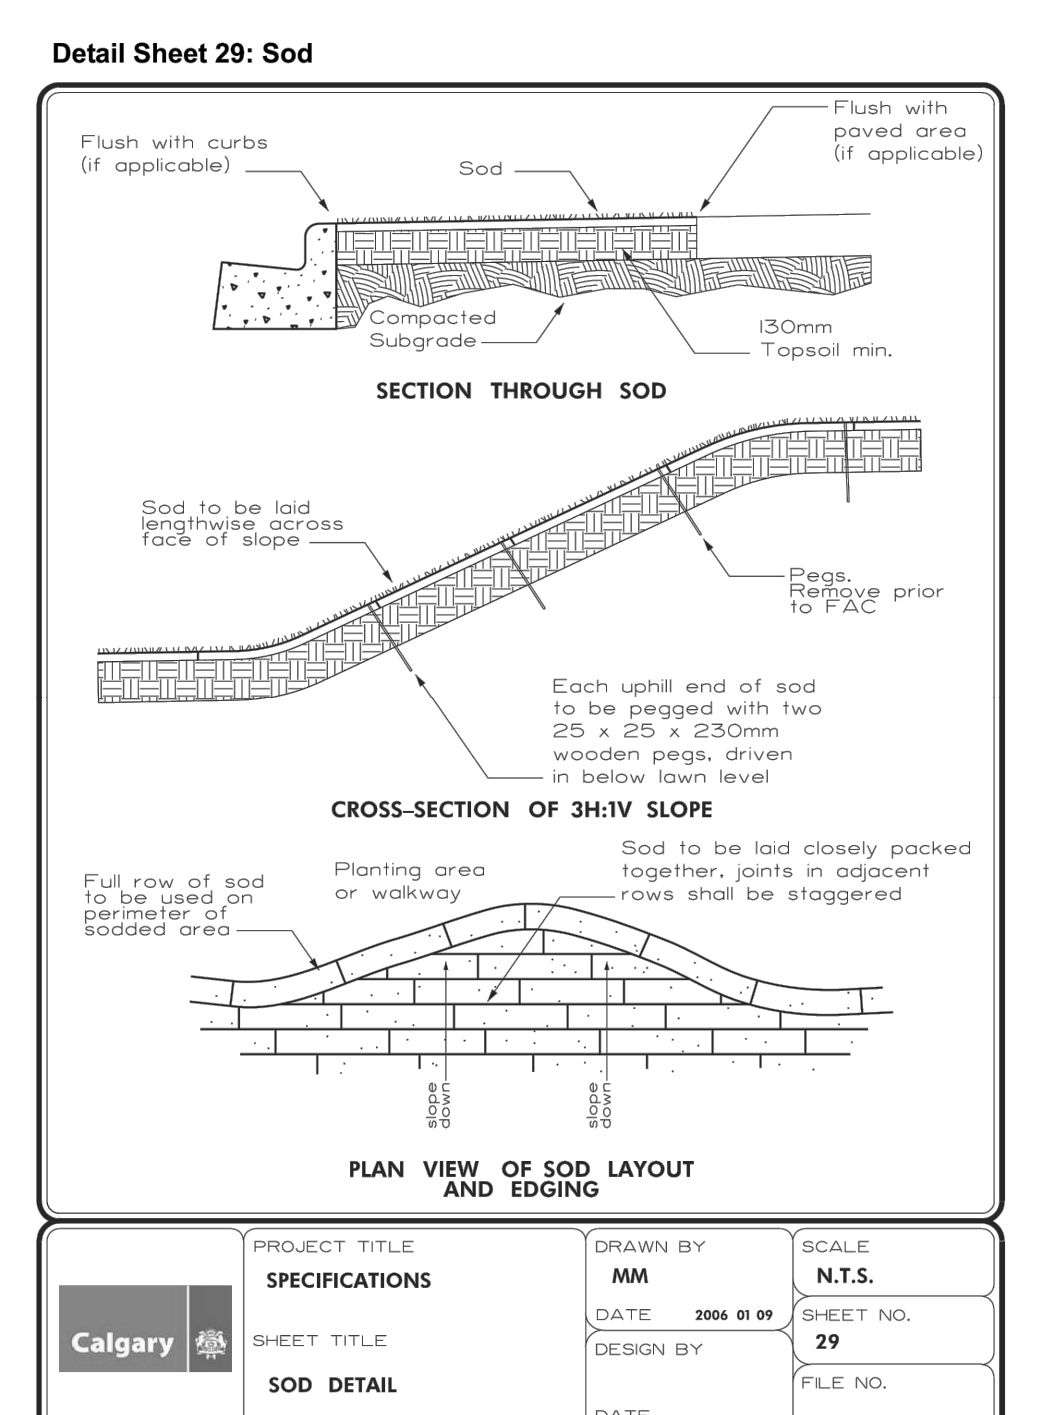 Detail Sheet 29: Sod
Flush with curbs
(if applicable)
Sod
Flush with
paved area
(if applicable)
Compacted
Subgrade
130mm
Topsoil min.
SECTION THROUGH SOD
Sod to be laid
lengthwise across
face of slope
Pegs.
Remove prior
to FAC
Each uphill end of sod
to be pegged with two
25 x 25 x 230mm
wooden pegs, driven
in below lawn level
CROSS–SECTION OF 3H:1V SLOPE
Full row of sod
to be used on
perimeter of
sodded area
Planting area
or walkway
Sod to be laid closely packed
together, joints in adjacent
rows shall be staggered
slope
down
slope
down
PLAN VIEW OF SOD LAYOUT
AND EDGING
Calgary
PROJECT TITLE
SPECIFICATIONS
SHEET TITLE
SOD DETAIL
DRAWN BY
MM
DATE 2006 01 09
DESIGN BY
DATE
SCALE
N.T.S.
SHEET NO.
29
FILE NO.